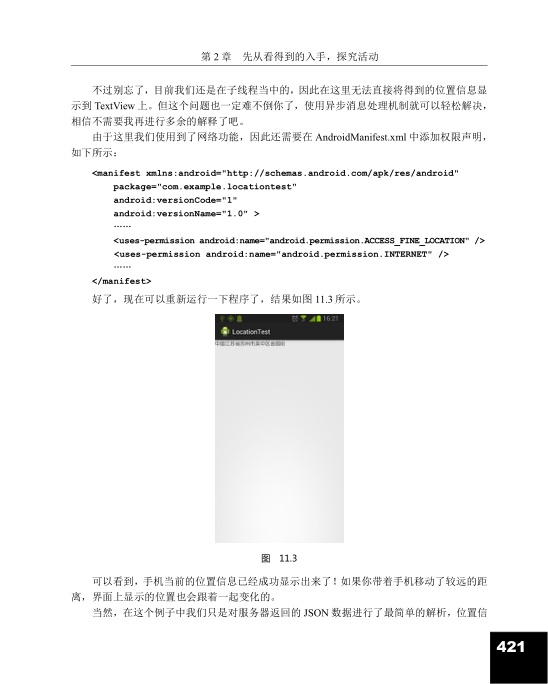 第 2 章 先从看得到的入手，探究活动
不过别忘了，目前我们还是在子线程当中的，因此在这里无法直接将得到的位置信息显
示到 TextView 上。但这个问题也一定难不倒你了，使用异步消息处理机制就可以轻松解决，
相信不需要我再进行多余的解释了吧。
由于这里我们使用到了网络功能，因此还需要在 AndroidManifest.xml 中添加权限声明，
如下所示：
<manifest xmlns:android="http://schemas.android.com/apk/res/android"
package="com.example.locationtest"
android:versionCode="1"
android:versionName="1.0" >
……
<uses-permission android:name="android.permission.ACCESS_FINE_LOCATION" />
<uses-permission android:name="android.permission.INTERNET" />
……
</manifest>
好了，现在可以重新运行一下程序了，结果如图 11.3 所示。
16:21
LocationTest
图 11.3
可以看到，手机当前的位置信息已经成功显示出来了！如果你带着手机移动了较远的距
离，界面上显示的位置也会跟着一起变化的。
当然，在这个例子中我们只是对服务器返回的 JSON 数据进行了最简单的解析，位置信
421